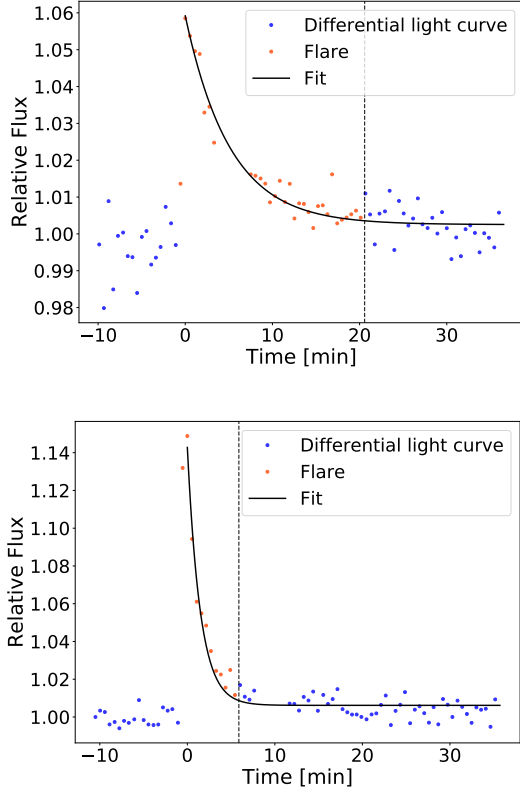 1.06
1.05
1.04
1.03
1.02
1.01
1.00
0.99
0.98
Relative Flux
Differential light curve
Flare
Fit
−10 0 10 20 30
Time [min]
1.14
1.12
1.10
1.08
1.06
1.04
1.02
1.00
Relative Flux
Differential light curve
Flare
Fit
−10 0 10 20 30
Time [min]